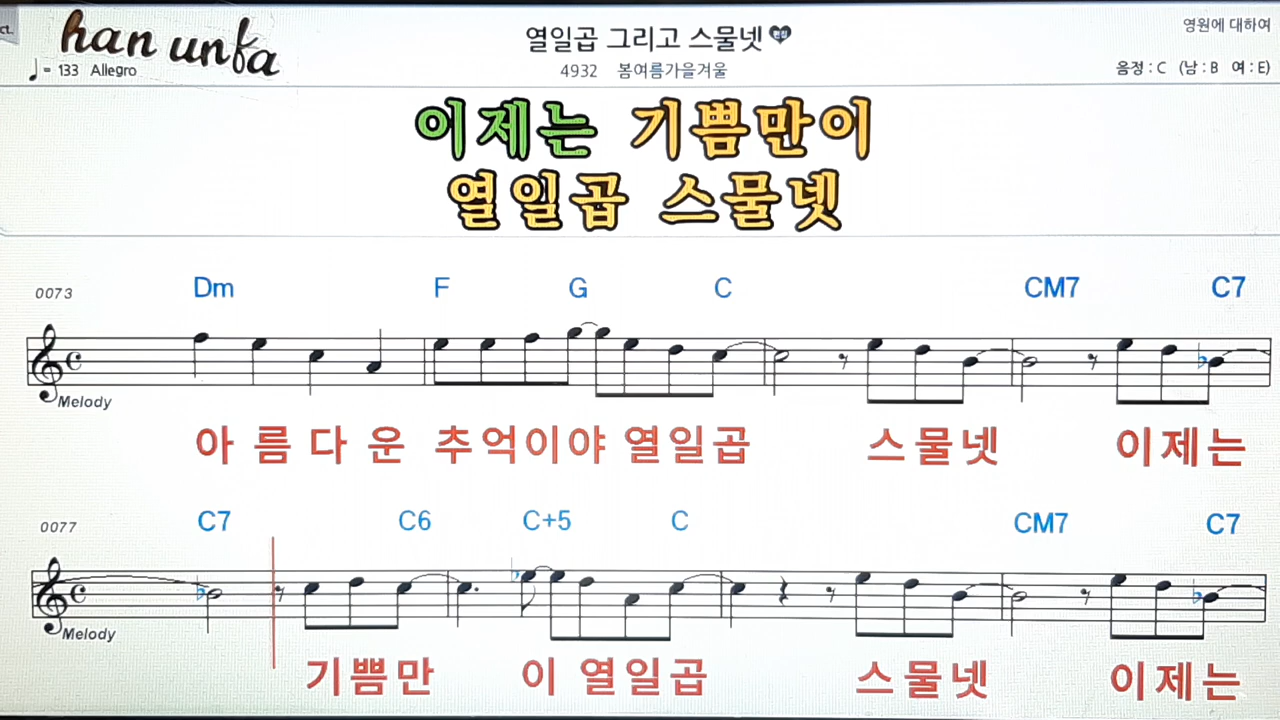 ct.
han unfa
열일곱 그리고 스물넷
영원에 대하여
♩= 133 Allegro
4932 봄여름가을겨울
음정 : C (남 : B 여 : E)
이제는 기쁨만이
열일곱 스물넷
0073 Dm F G C CM7 C7
Melody
아 름 다 운 추억이야 열일곱 스물넷 이제는
0077 C7 C6 C+5 C CM7 C7
Melody
기쁨만 이 열일곱 스물넷 이제는